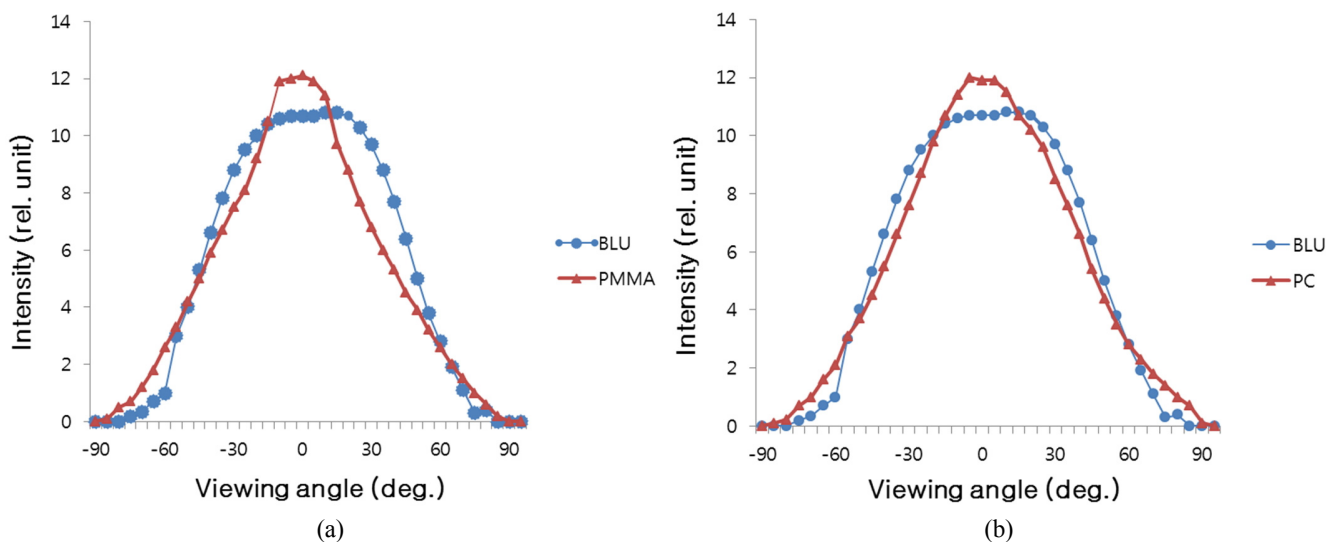 14
12
10
8
6
4
2
0
-90 -60 -30 0 30 60 90
Intensity (rel. unit)
Viewing angle (deg.)
BLU
PMMA
(a)
14
12
10
8
6
4
2
0
-90 -60 -30 0 30 60 90
Intensity (rel. unit)
Viewing angle (deg.)
BLU
PC
(b)